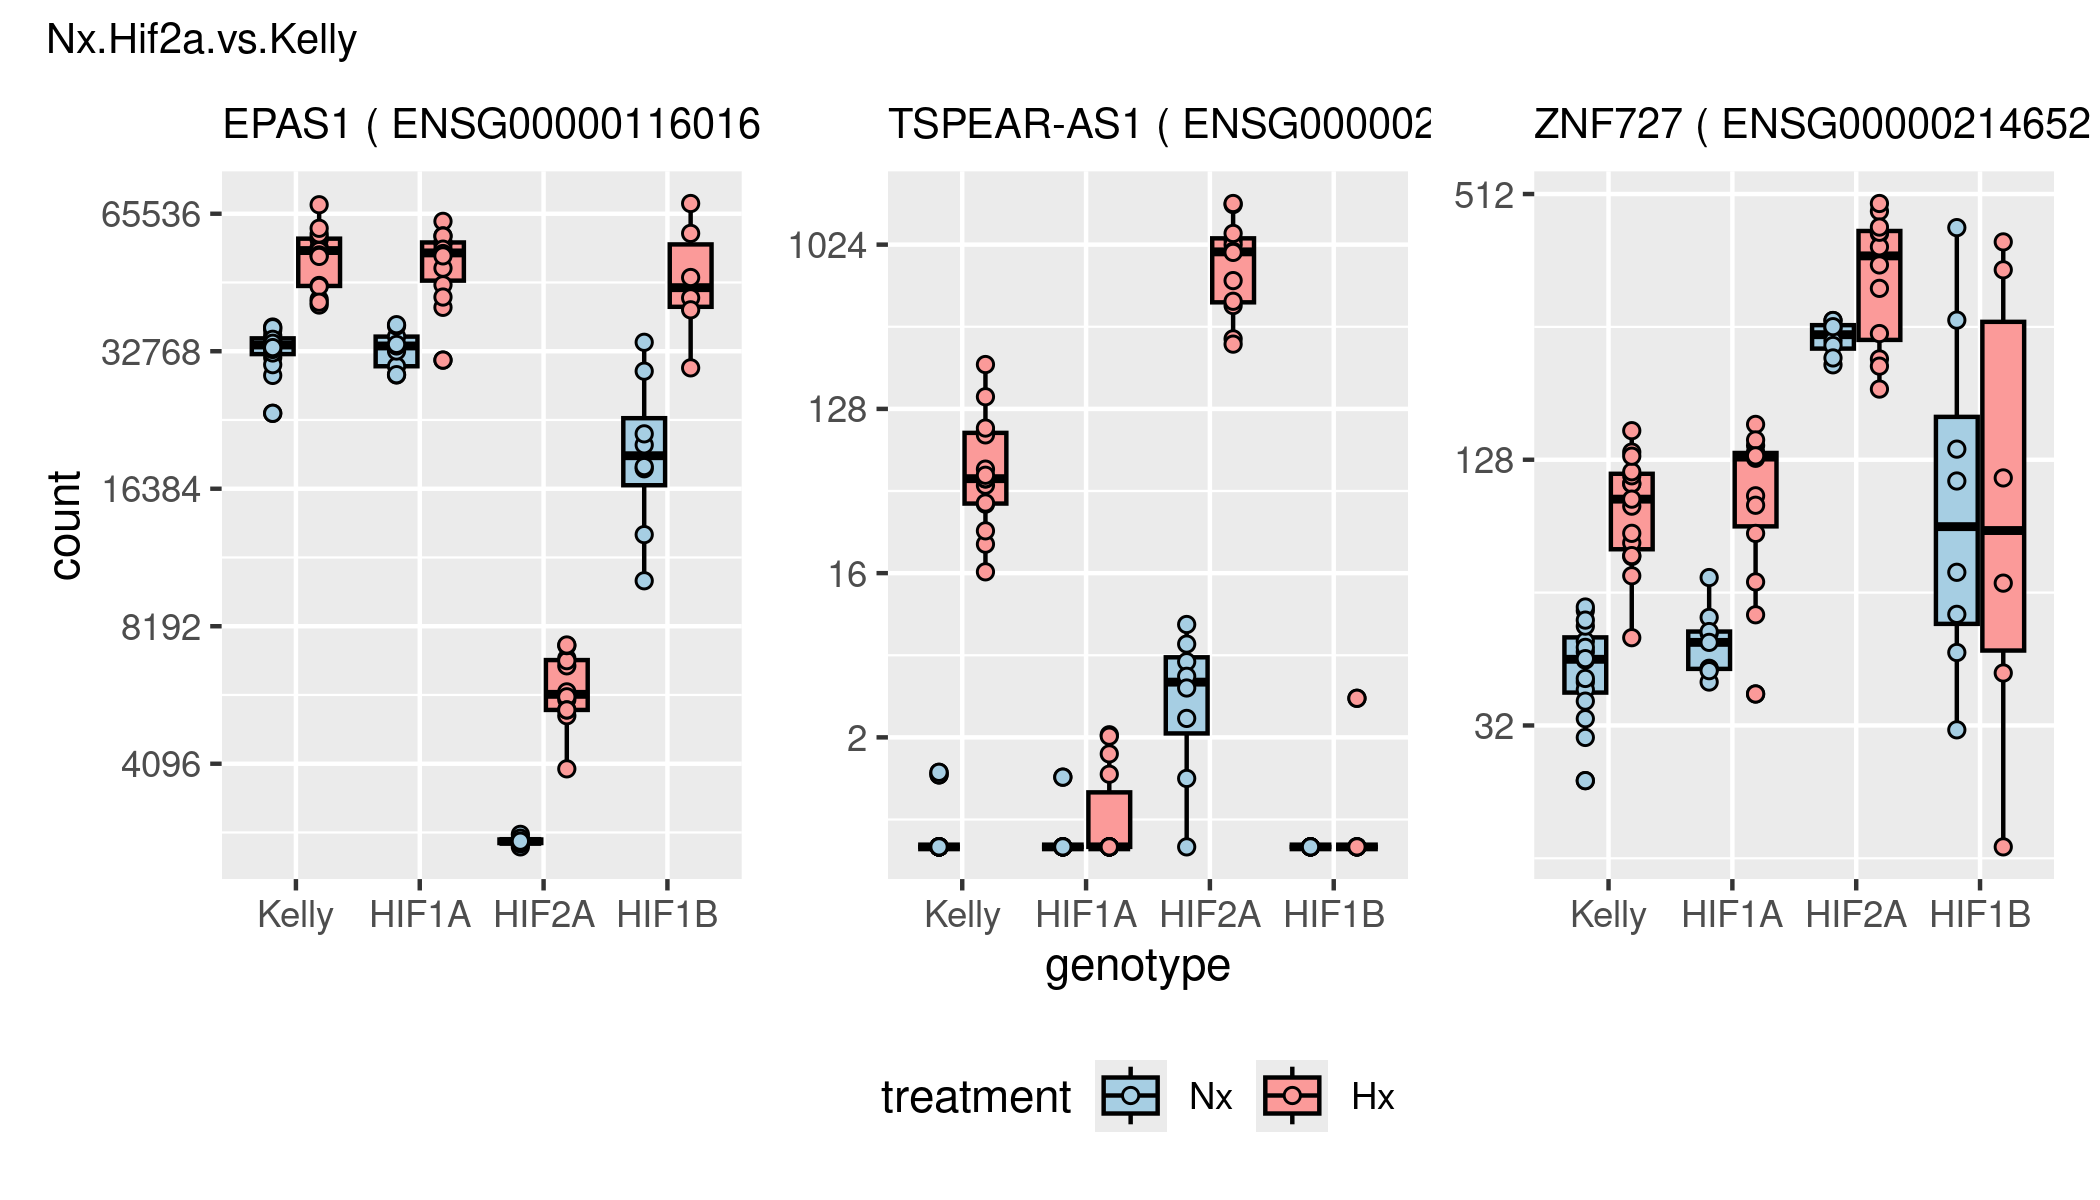 Nx.Hif2a.vs.Kelly
EPAS1 ( ENSG00000116016
TSPEAR-AS1 ( ENSG000002
ZNF727 ( ENSG00000214652
count
65536
32768
16384
8192
4096
Kelly HIF1A HIF2A HIF1B
1024
128
16
2
Kelly HIF1A HIF2A HIF1B
512
128
32
Kelly HIF1A HIF2A HIF1B
genotype
treatment Nx Hx